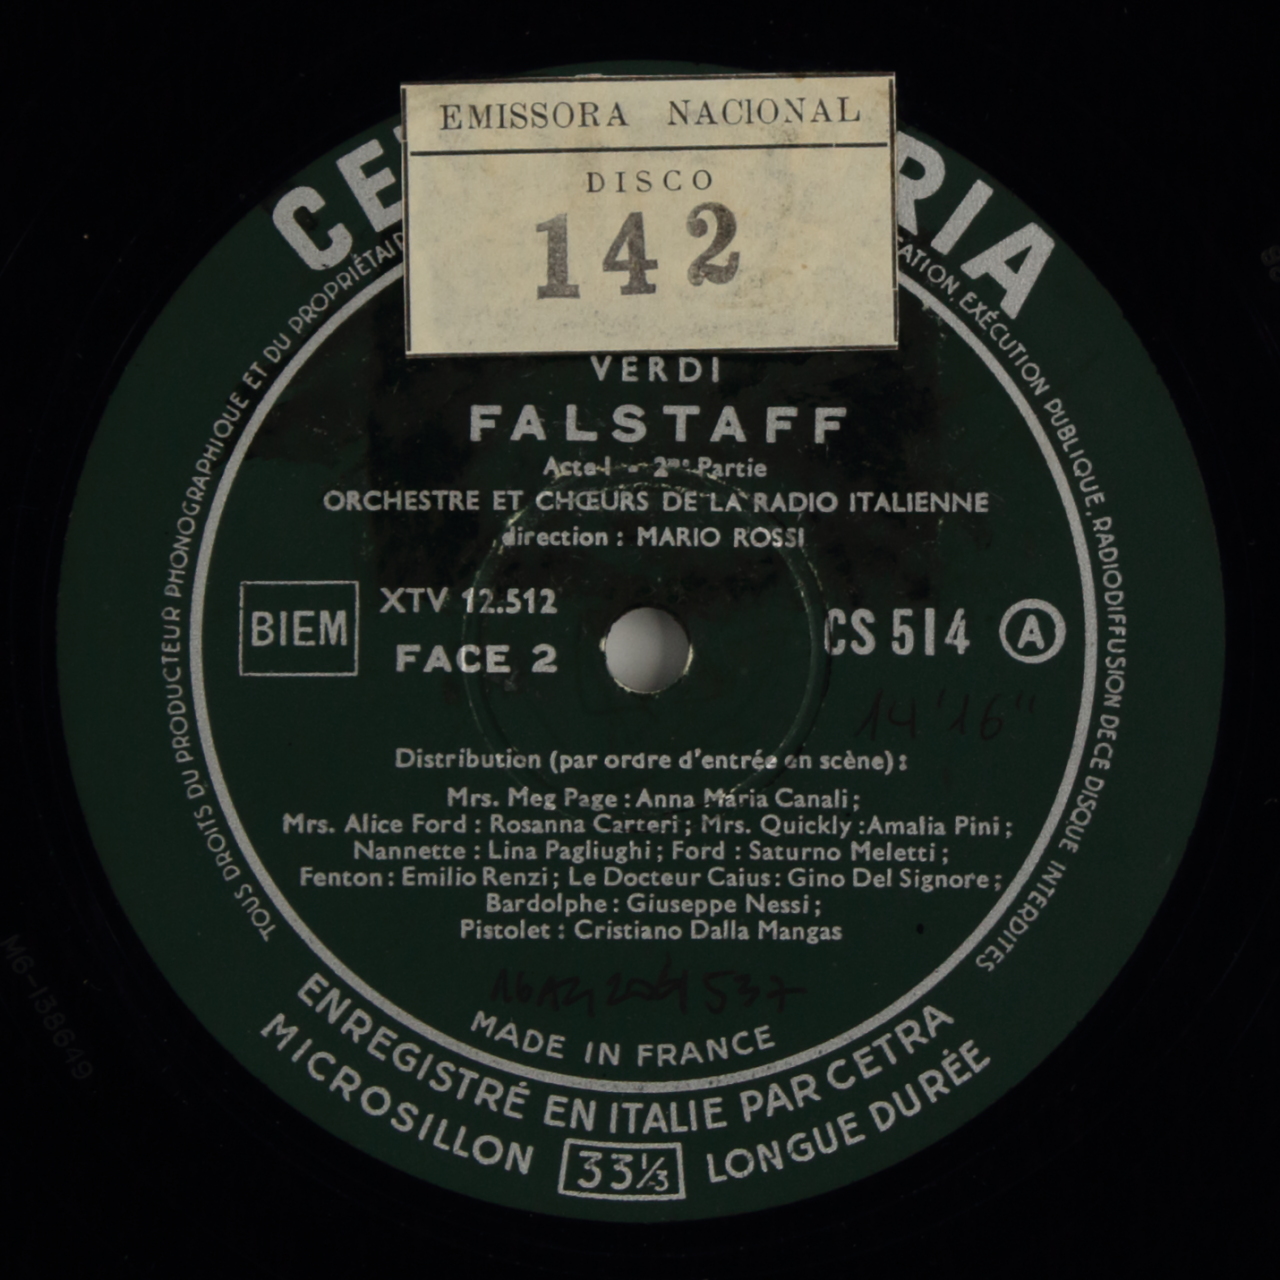 EMISSORA NACIONAL
DISCO
142
CE RIA
TOUS DROITS DU PRODUCTEUR PHONOGRAPHIQUE ET DU PROPRIÉTAIR
ATION, EXÉCUTION PUBLIQUE, RADIODIFFUSION DE CE DISQUE INTERDITES
VERDI
FALSTAFF
Acte I - 2me Partie
ORCHESTRE ET CHŒURS DE LA RADIO ITALIENNE
direction : MARIO ROSSI
BIEM
XTV 12.512
FACE 2
CS 514 A
14'16"
Distribution (par ordre d'entrée en scène) :
Mrs. Meg Page : Anna Maria Canali ;
Mrs. Alice Ford : Rosanna Carteri ; Mrs. Quickly : Amalia Pini ;
Nannette : Lina Pagliughi ; Ford : Saturno Meletti ;
Fenton : Emilio Renzi ; Le Docteur Caius : Gino Del Signore ;
Bardolphe : Giuseppe Nessi ;
Pistolet : Cristiano Dalla Mangas
MADE IN FRANCE
ENREGISTRÉ EN ITALIE PAR CETRA
MICROSILLON 33⅓ LONGUE DURÉE
M6-138649